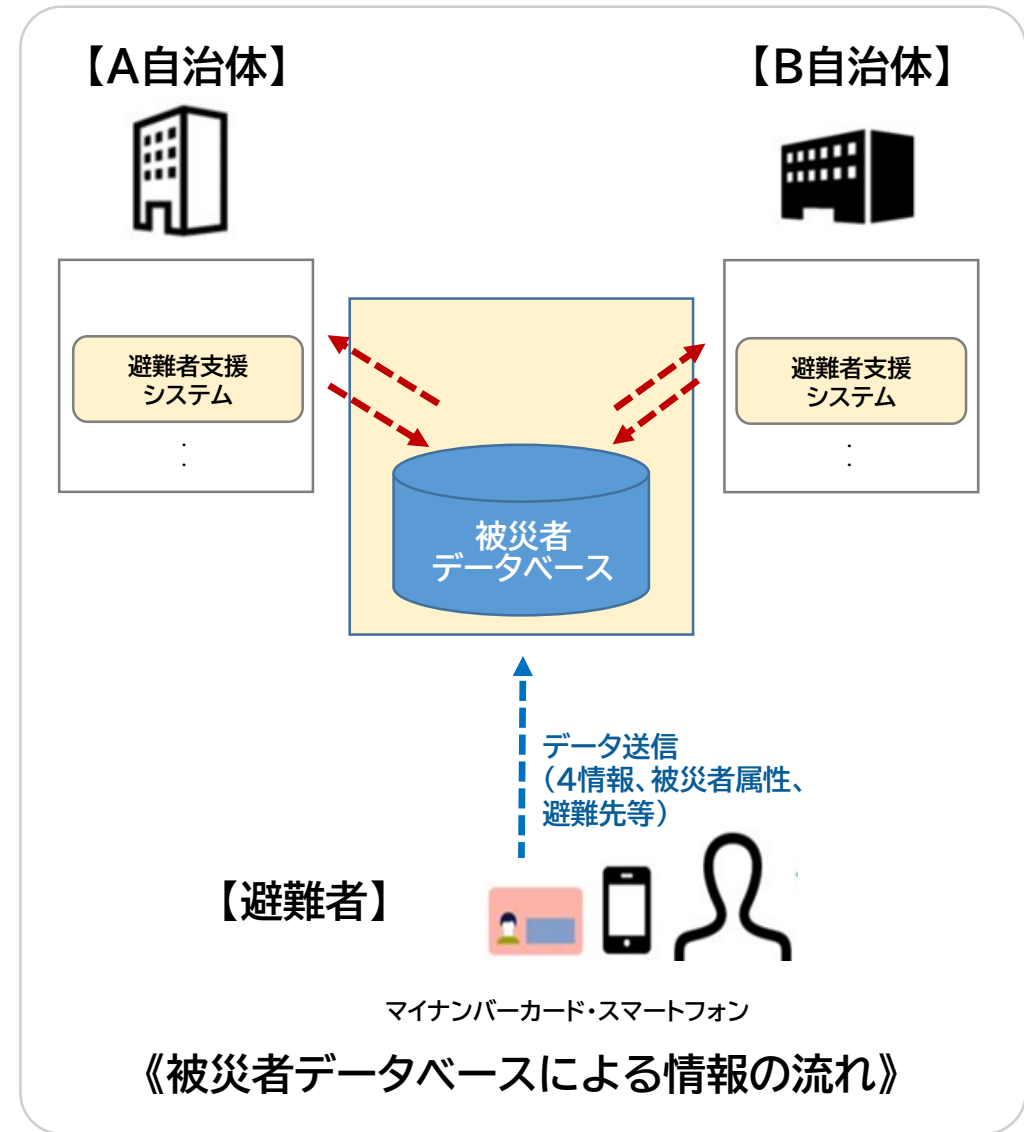 【A自治体】
【B自治体】
避難者支援
システム
：
避難者支援
システム
：
被災者
データベース
データ送信
（4情報、被災者属性、
避難先等）
【避難者】
マイナンバーカード・スマートフォン
《被災者データベースによる情報の流れ》